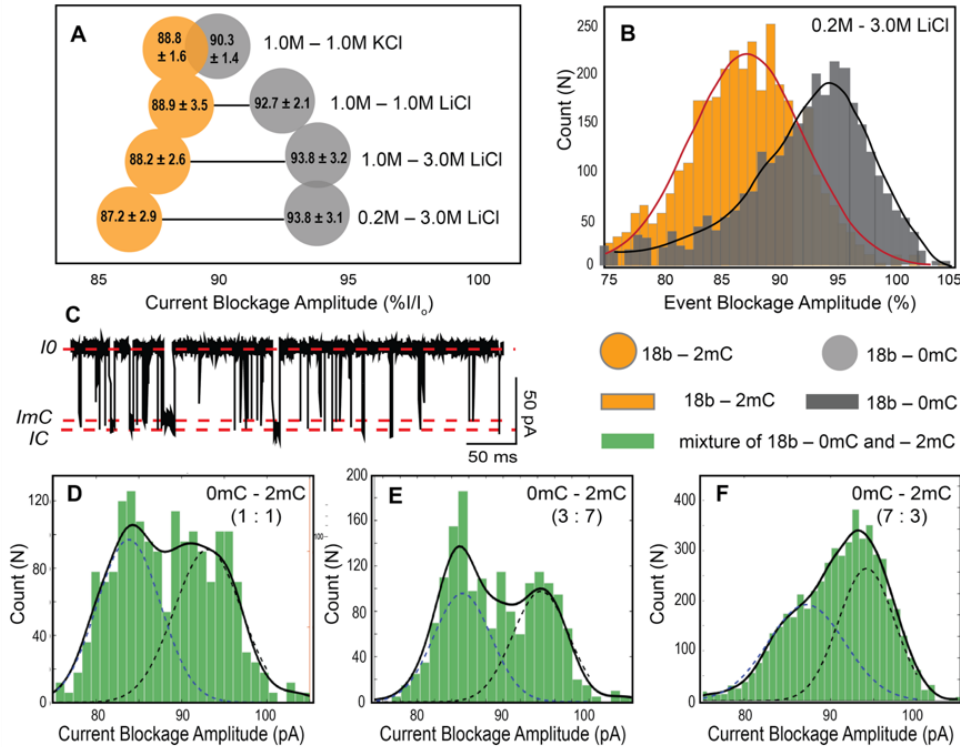 A
88.8
± 1.6
90.3
± 1.4
1.0M – 1.0M KCl
88.9 ± 3.5
92.7 ± 2.1
1.0M – 1.0M LiCl
88.2 ± 2.6
93.8 ± 3.2
1.0M – 3.0M LiCl
87.2 ± 2.9
93.8 ± 3.1
0.2M – 3.0M LiCl
85 90 95 100
Current Blockage Amplitude (%I/Io)
B
0.2M - 3.0M LiCl
Count (N)
250
200
150
100
50
0
75 80 85 90 95 100 105
Event Blockage Amplitude (%)
C
I0
ImC
IC
50 pA
50 ms
18b – 2mC
18b – 0mC
18b – 2mC
18b – 0mC
mixture of 18b – 0mC and – 2mC
D
0mC - 2mC
(1 : 1)
Count (N)
120
80
40
0
100
80 90 100
Current Blockage Amplitude (pA)
E
0mC - 2mC
(3 : 7)
Count (N)
200
160
120
80
40
0
80 90 100
Current Blockage Amplitude (pA)
F
0mC - 2mC
(7 : 3)
Count (N)
400
300
200
100
0
80 90 100
Current Blockage Amplitude (pA)